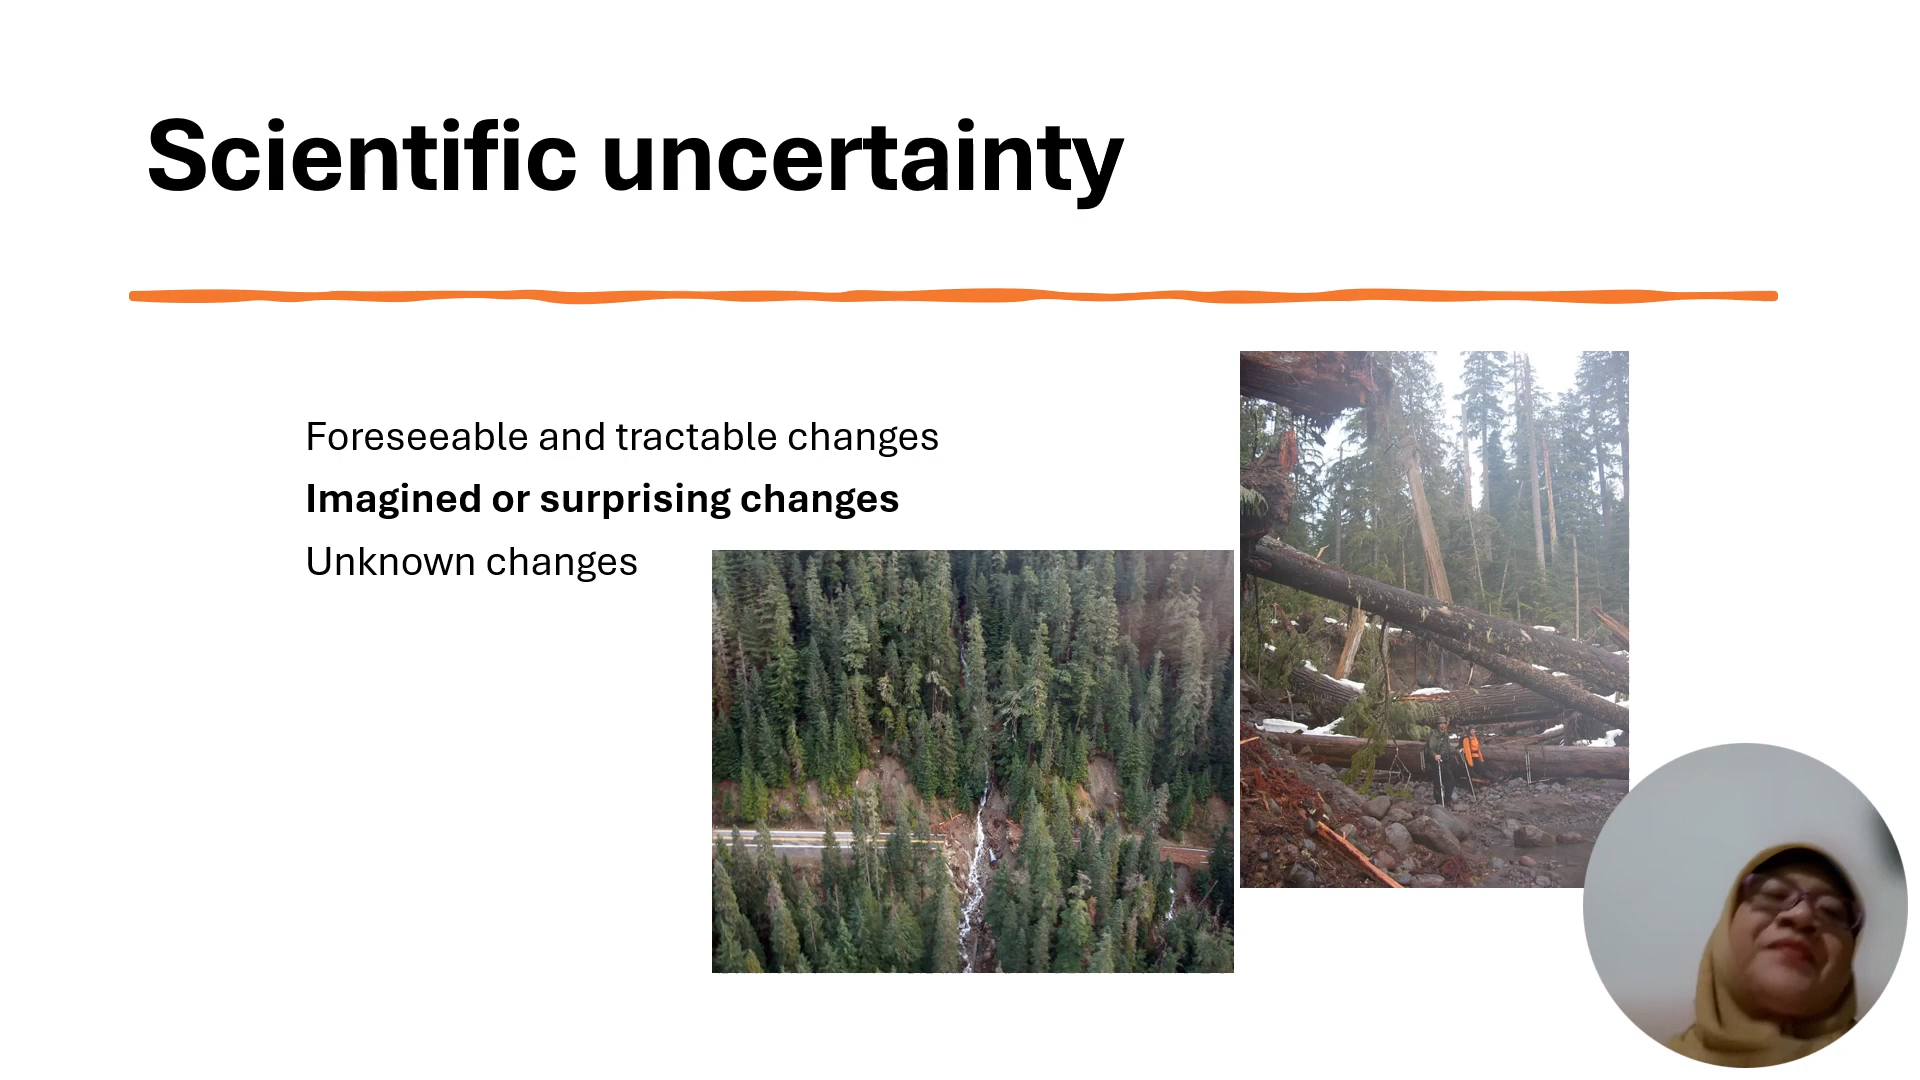 Scientific uncertainty
Foreseeable and tractable changes
Imagined or surprising changes
Unknown changes